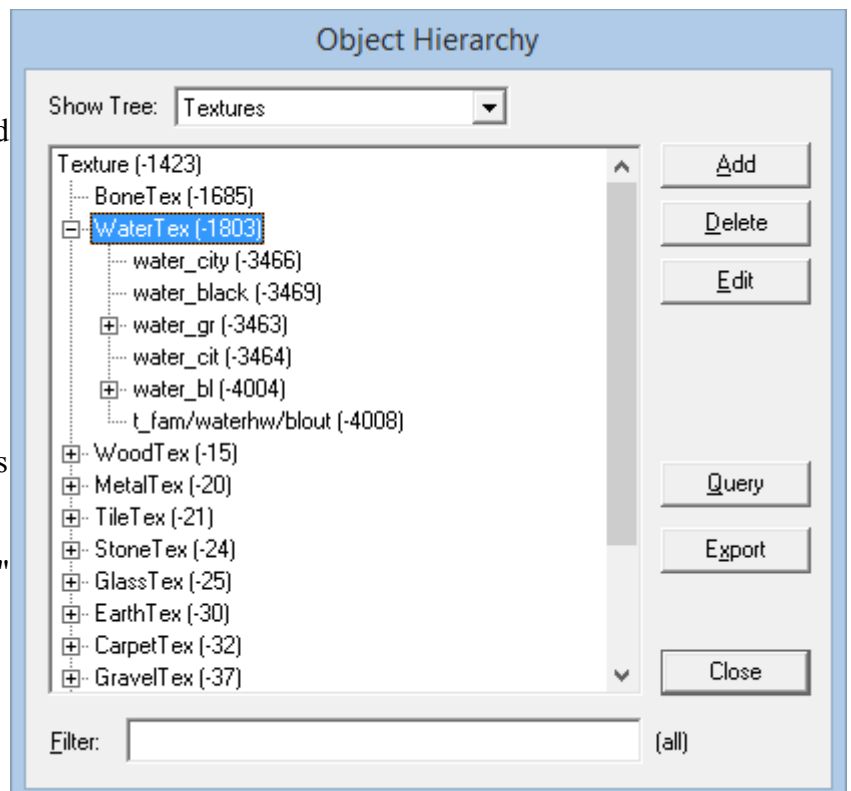 Object Hierarchy
Show Tree: Textures
d
Texture (-1423)
BoneTex (-1685)
WaterTex (-1803)
water_city (-3466)
water_black (-3469)
water_gr (-3463)
water_cit (-3464)
water_bl (-4004)
t_fam/waterhw/blout (-4008)
WoodTex (-15)
s
MetalTex (-20)
TileTex (-21)
StoneTex (-24)
"
GlassTex (-25)
EarthTex (-30)
CarpetTex (-32)
GravelTex (-37)
Add
Delete
Edit
Query
Export
Close
Filter:
(all)